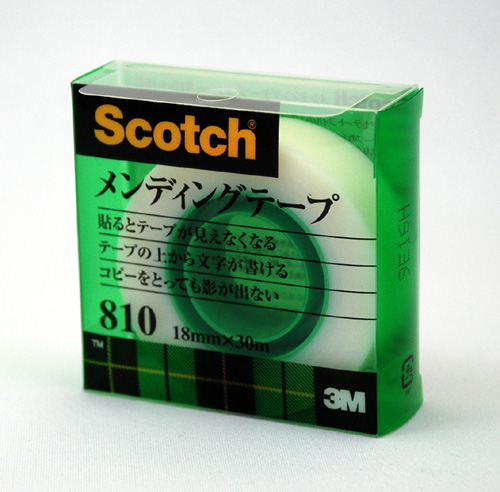 Scotch®
メンディングテープ
貼るとテープが見えなくなる
テープの上から文字が書ける
コピーをとっても影が出ない
810 18mm×30m
TM
3M
3E16H